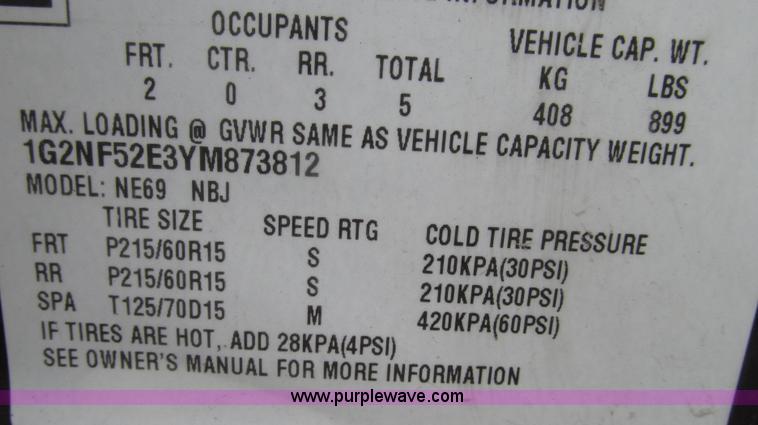 INFORMATION
OCCUPANTS VEHICLE CAP. WT.
FRT. CTR. RR. TOTAL KG LBS
2 0 3 5 408 899
MAX. LOADING @ GVWR SAME AS VEHICLE CAPACITY WEIGHT.
1G2NF52E3YM873812
MODEL: NE69 NBJ
TIRE SIZE SPEED RTG COLD TIRE PRESSURE
FRT P215/60R15 S 210KPA(30PSI)
RR P215/60R15 S 210KPA(30PSI)
SPA T125/70D15 M 420KPA(60PSI)
IF TIRES ARE HOT, ADD 28KPA(4PSI)
SEE OWNER'S MANUAL FOR MORE INFORMATION
www.purplewave.com